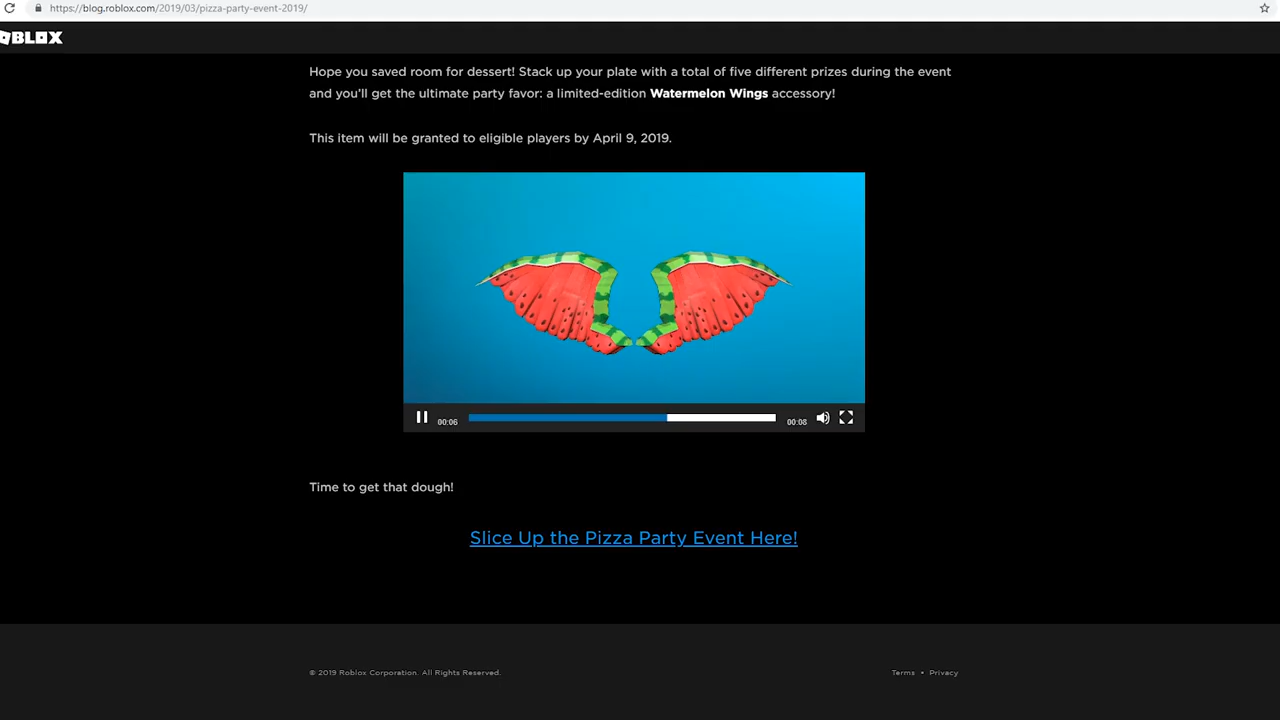 https://blog.roblox.com/2019/03/pizza-party-event-2019/
ROBLOX
Hope you saved room for dessert! Stack up your plate with a total of five different prizes during the event
and you'll get the ultimate party favor: a limited-edition Watermelon Wings accessory!
This item will be granted to eligible players by April 9, 2019.
00:06
00:08
Time to get that dough!
Slice Up the Pizza Party Event Here!
© 2019 Roblox Corporation. All Rights Reserved.
Terms • Privacy